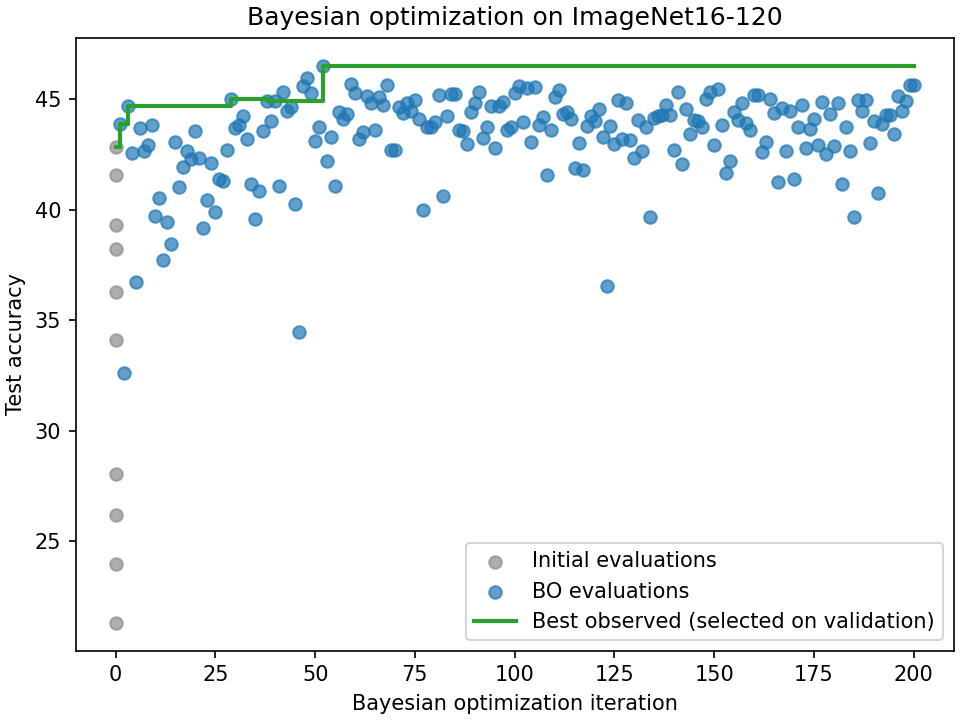 Bayesian optimization on ImageNet16-120
Test accuracy
45
40
35
30
25
Initial evaluations
BO evaluations
Best observed (selected on validation)
0 25 50 75 100 125 150 175 200
Bayesian optimization iteration